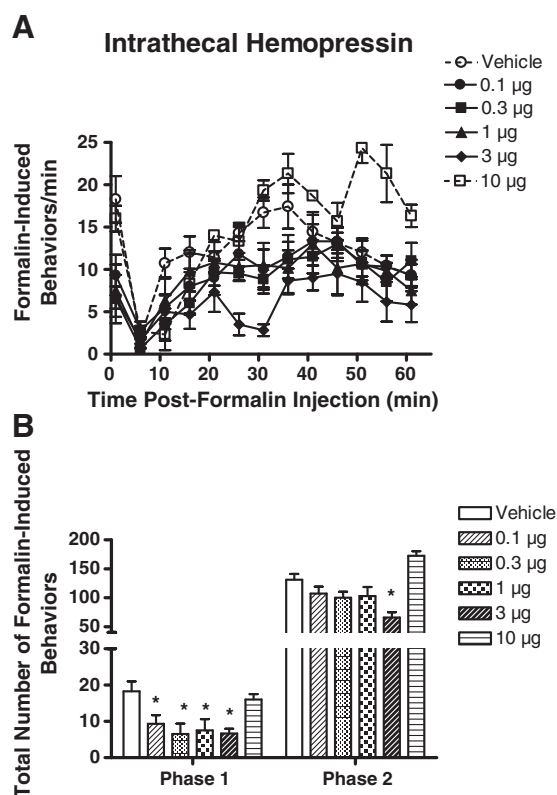 A
Intrathecal Hemopressin
Vehicle
0.1 µg
0.3 µg
1 µg
3 µg
10 µg
Formalin-Induced
Behaviors/min
25
20
15
10
5
0
0 10 20 30 40 50 60
Time Post-Formalin Injection (min)
B
Total Number of Formalin-Induced
Behaviors
200
150
100
50
30
20
10
0
* * * *
*
Phase 1 Phase 2
Vehicle
0.1 µg
0.3 µg
1 µg
3 µg
10 µg